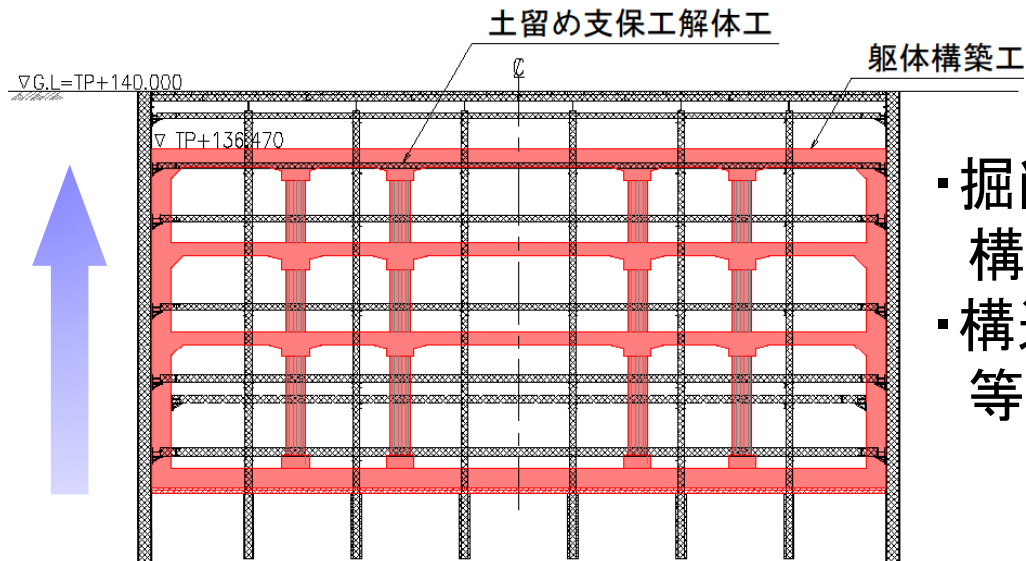 土留め支保工解体工
℄
躯体構築工
▽G.L=TP+140.000
▽ TP+136.470
・掘
構
・構
等